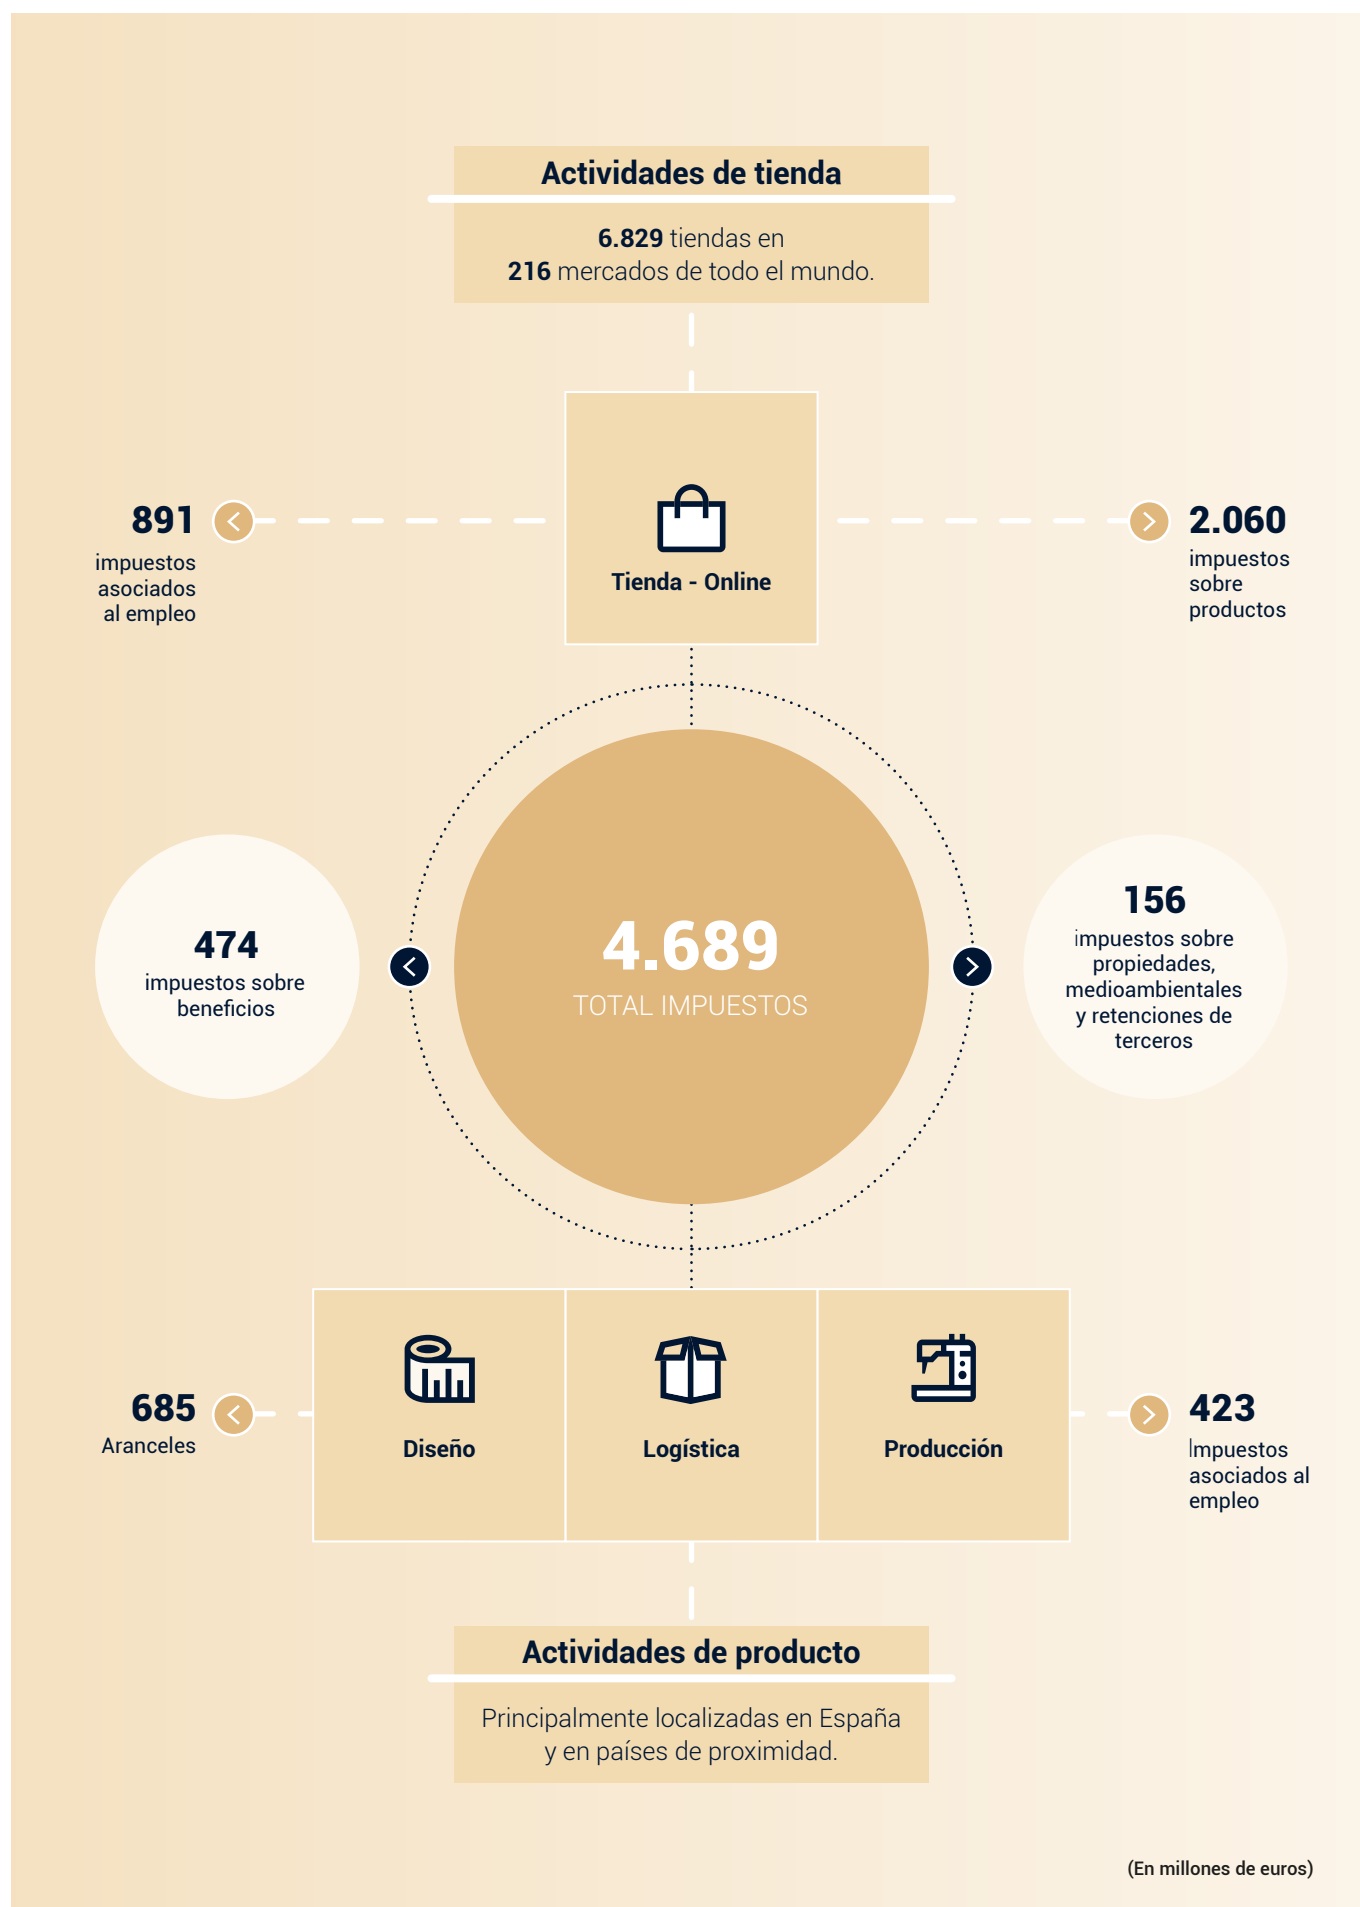 Actividades de tienda
6.829 tiendas en
216 mercados de todo el mundo.
891
impuestos
asociados
al empleo
Tienda - Online
2.060
impuestos
sobre
productos
474
impuestos sobre
beneficios
4.689
TOTAL IMPUESTOS
156
impuestos sobre
propiedades,
medioambientales
y retenciones de
terceros
685
Aranceles
Diseño
Logística
Producción
423
Impuestos
asociados al
empleo
Actividades de producto
Principalmente localizadas en España
y en países de proximidad.
(En millones de euros)